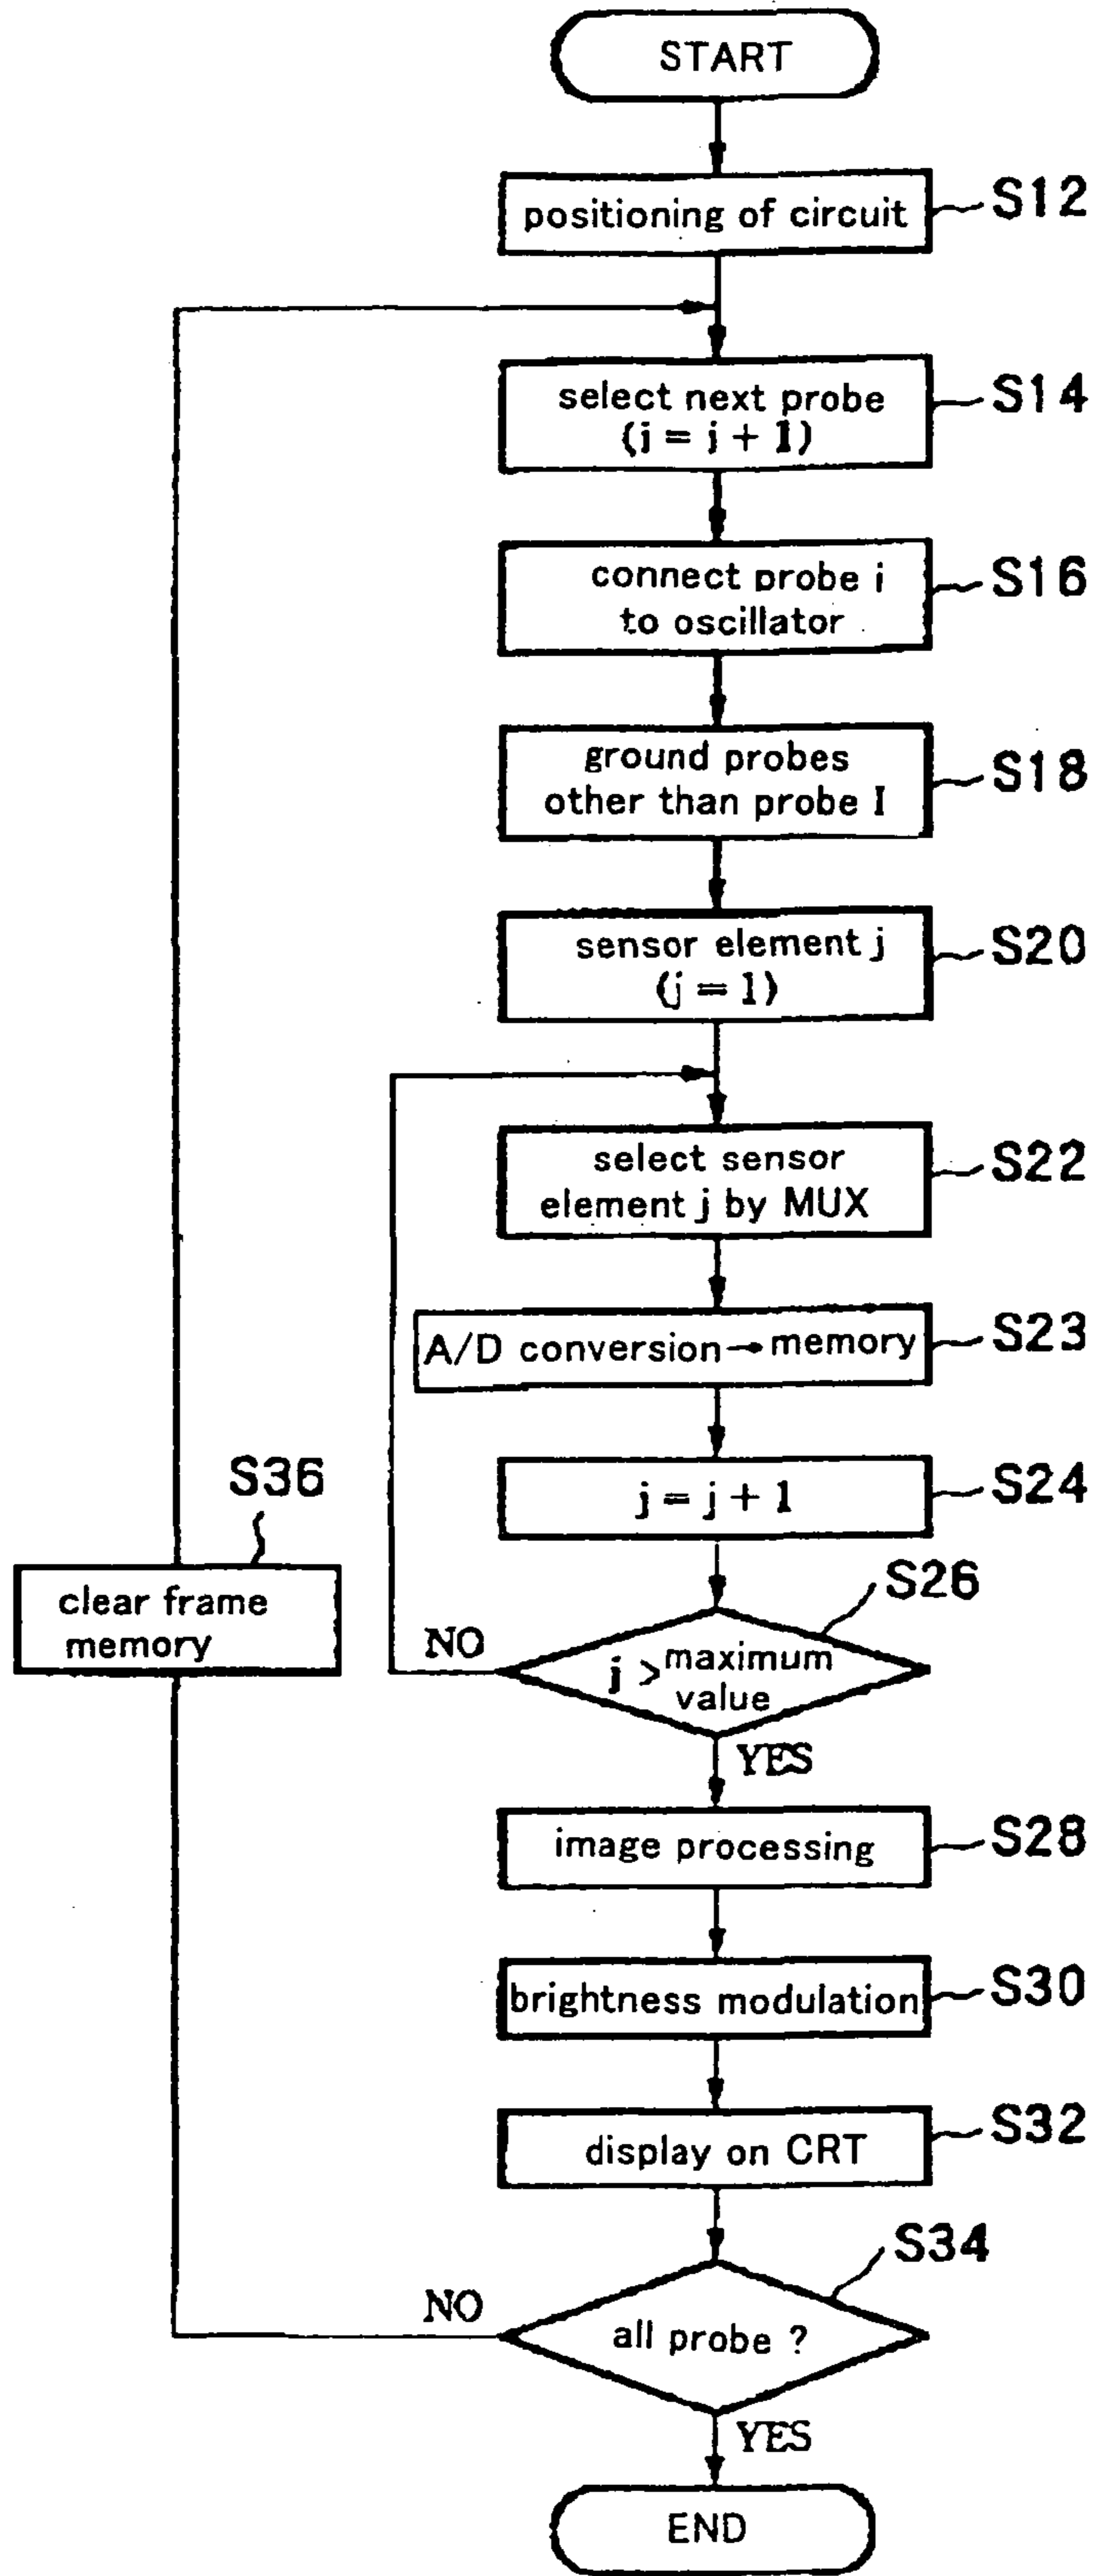 START
positioning of circuit
S12
select next probe
(j = j + 1)
S14
connect probe i
to oscillator
S16
ground probes
other than probe I
S18
sensor element j
(j = 1)
S20
select sensor
element j by MUX
S22
A/D conversion → memory
S23
j = j + 1
S24
S36
clear frame
memory
S26
NO
j > maximum
value
YES
image processing
S28
brightness modulation
S30
display on CRT
S32
S34
NO
all probe ?
YES
END